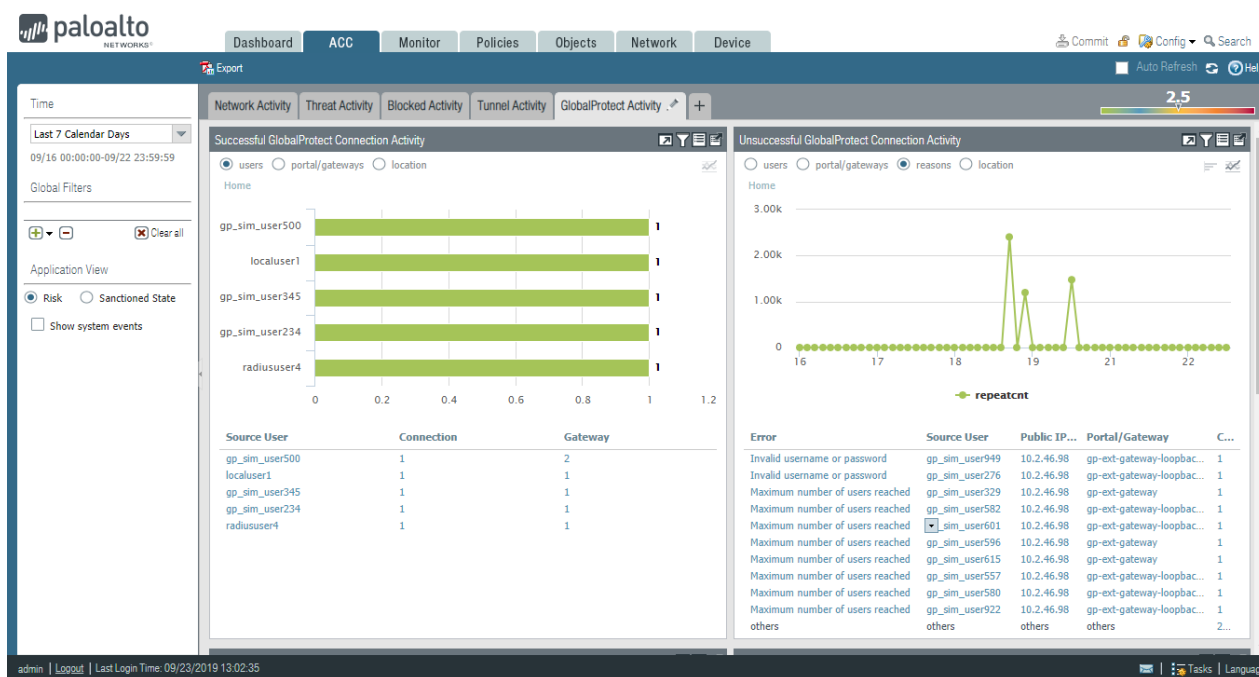 paloalto
NETWORKS®
Dashboard ACC Monitor Policies Objects Network Device
Commit Config Search
Export
Auto Refresh Hel
Time
Last 7 Calendar Days
09/16 00:00:00-09/22 23:59:59
Global Filters
Clear all
Application View
Risk Sanctioned State
Show system events
Network Activity Threat Activity Blocked Activity Tunnel Activity GlobalProtect Activity
2.5
Successful GlobalProtect Connection Activity
users portal/gateways location
Home
gp_sim_user500 1
localuser1 1
gp_sim_user345 1
gp_sim_user234 1
radiususer4 1
0 0.2 0.4 0.6 0.8 1 1.2
Source User Connection Gateway
gp_sim_user500 1 2
localuser1 1 1
gp_sim_user345 1 1
gp_sim_user234 1 1
radiususer4 1 1
Unsuccessful GlobalProtect Connection Activity
users portal/gateways reasons location
Home
3.00k
2.00k
1.00k
0
16 17 18 19 21 22
repeatcnt
Error Source User Public IP... Portal/Gateway C...
Invalid username or password gp_sim_user949 10.2.46.98 gp-ext-gateway-loopbac... 1
Invalid username or password gp_sim_user276 10.2.46.98 gp-ext-gateway-loopbac... 1
Maximum number of users reached gp_sim_user329 10.2.46.98 gp-ext-gateway 1
Maximum number of users reached gp_sim_user582 10.2.46.98 gp-ext-gateway-loopbac... 1
Maximum number of users reached _sim_user601 10.2.46.98 gp-ext-gateway-loopbac... 1
Maximum number of users reached gp_sim_user596 10.2.46.98 gp-ext-gateway 1
Maximum number of users reached gp_sim_user615 10.2.46.98 gp-ext-gateway 1
Maximum number of users reached gp_sim_user557 10.2.46.98 gp-ext-gateway-loopbac... 1
Maximum number of users reached gp_sim_user580 10.2.46.98 gp-ext-gateway-loopbac... 1
Maximum number of users reached gp_sim_user922 10.2.46.98 gp-ext-gateway-loopbac... 1
others others others others 2...
admin | Logout | Last Login Time: 09/23/2019 13:02:35
Tasks | Languag